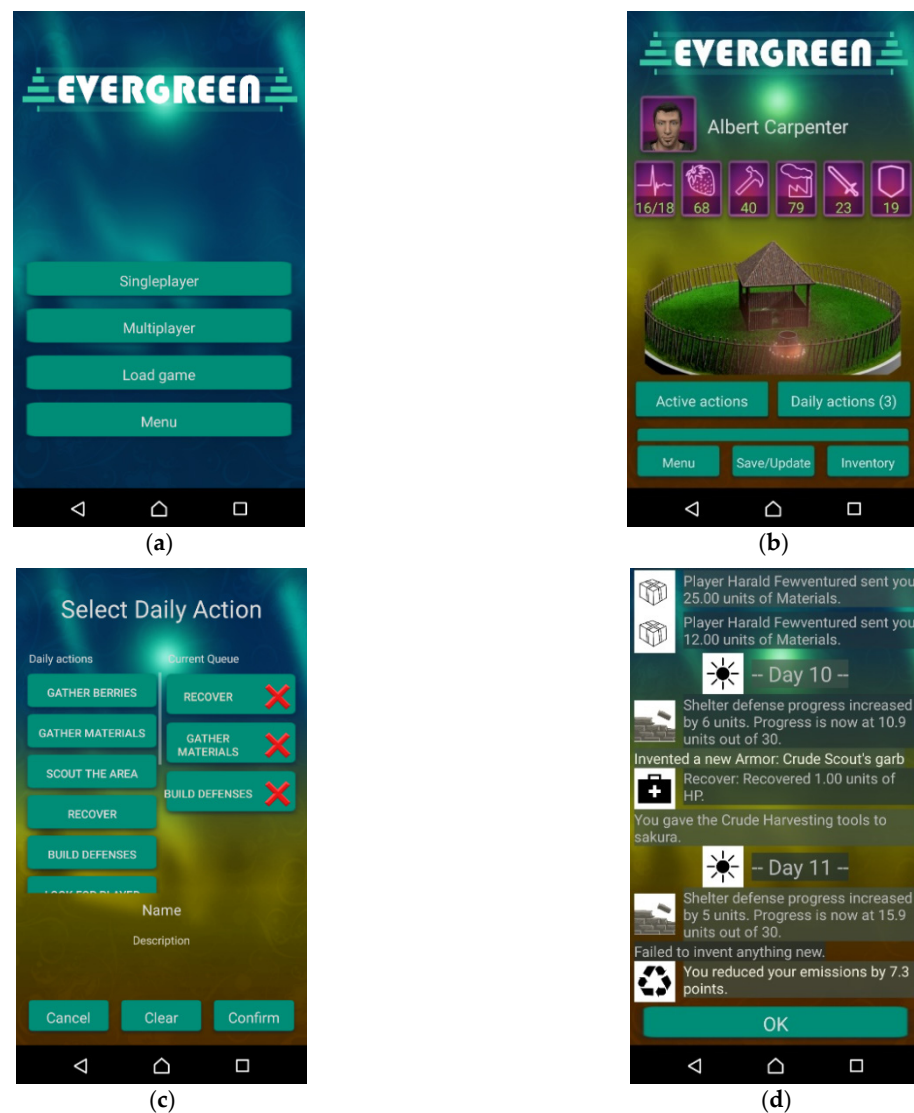 EVERGREEN
Singleplayer
Multiplayer
Load game
Menu
(a)
EVERGREEN
Albert Carpenter
16/18 68 40 79 23 19
Active actions Daily actions (3)
Menu Save/Update Inventory
(b)
Select Daily Action
Daily actions Current Queue
GATHER BERRIES
GATHER MATERIALS
SCOUT THE AREA
RECOVER
BUILD DEFENSES
LOOK FOR PLAYER
RECOVER
GATHER
MATERIALS
BUILD DEFENSES
Name
Description
Cancel Clear Confirm
(c)
Player Harald Fewventured sent you
25.00 units of Materials.
Player Harald Fewventured sent you
12.00 units of Materials.
-- Day 10 --
Shelter defense progress increased
by 6 units. Progress is now at 10.9
units out of 30.
Invented a new Armor: Crude Scout's garb
Recover: Recovered 1.00 units of
HP.
You gave the Crude Harvesting tools to
sakura.
-- Day 11 --
Shelter defense progress increased
by 5 units. Progress is now at 15.9
units out of 30.
Failed to invent anything new.
You reduced your emissions by 7.3
points.
OK
(d)